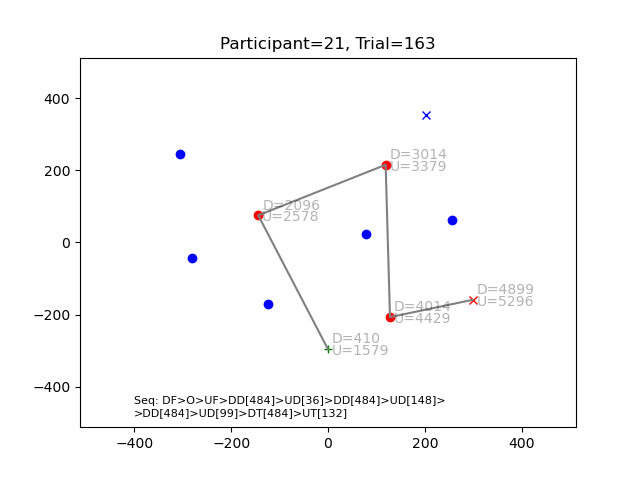 Participant=21, Trial=163
400
200
0
−200
−400
−400
−200
0
200
400
D=3014
U=3379
D=2096
U=2578
D=4899
U=5296
D=4014
U=4429
D=410
U=1579
Seq: DF>O>UF>DD[484]>UD[36]>DD[484]>UD[148]>
>DD[484]>UD[99]>DT[484]>UT[132]